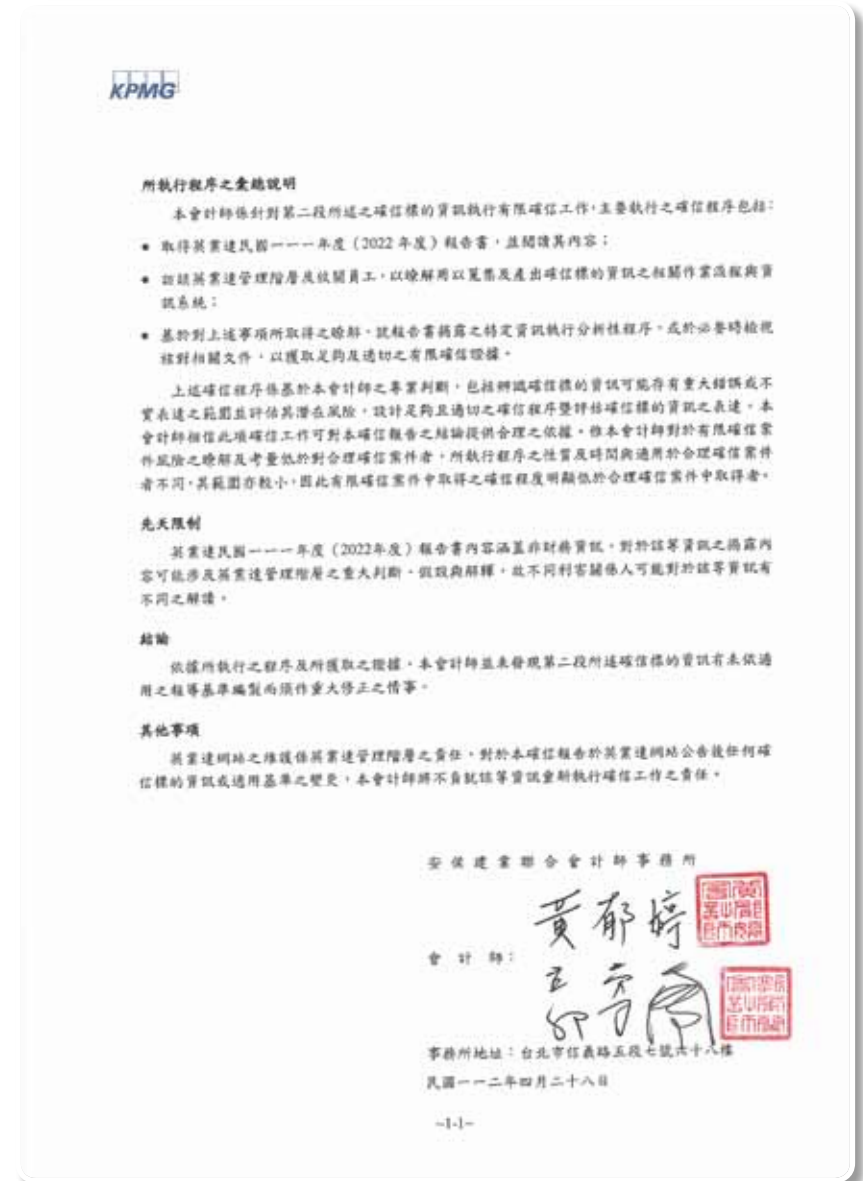 KPMG
所執行程序之彙總說明
本會計師係針對第二段所述之確信標的資訊執行有限確信工作，主要執行之確信程序包括：
• 取得英業達民國一一一年度（2022 年度）報告書，並閱讀其內容；
• 訪談英業達管理階層及攸關員工，以瞭解用以蒐集及產出確信標的資訊之相關作業流程與資
訊系統；
• 基於對上述事項所取得之瞭解，就報告書揭露之特定資訊執行分析性程序，或於必要時檢視
核對相關文件，以獲取足夠及適切之有限確信證據。
上述確信程序係基於本會計師之專業判斷，包括辨識確信標的資訊可能存有重大錯誤或不
實表達之範圍並評估其潛在風險，設計足夠且適切之確信程序暨評估確信標的資訊之表達。本
會計師相信此項確信工作可對本確信報告之結論提供合理之依據。惟本會計師對於有限確信案
件風險之瞭解及考量低於對合理確信案件者，所執行程序之性質及時間與適用於合理確信案件
者不同，其範圍亦較小，因此有限確信案件中取得之確信程度明顯低於合理確信案件中取得者。
先天限制
英業達民國一一一年度（2022年度）報告書內容涵蓋非財務資訊，對於該等資訊之揭露內
容可能涉及英業達管理階層之重大判斷、假設與解釋，故不同利害關係人可能對於該等資訊有
不同之解讀。
結論
依據所執行之程序及所獲取之證據，本會計師並未發現第二段所述確信標的資訊有未依適
用之報導基準編製而須作重大修正之情事。
其他事項
英業達網站之維護係英業達管理階層之責任，對於本確信報告於英業達網站公告後任何確
信標的資訊或適用基準之變更，本會計師將不負就該等資訊重新執行確信工作之責任。
安侯建業聯合會計師事務所
黃郁婷
會計師：
事務所地址：台北市信義路五段七號六十八樓
民國一一二年四月二十八日
~1-1~